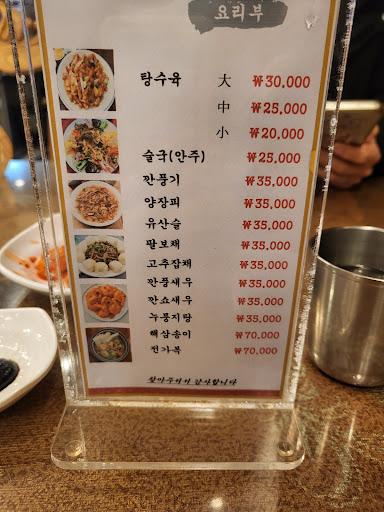 요리부
탕수육 大 ₩30,000
中 ₩25,000
小 ₩20,000
술국(안주) ₩25,000
깐풍기 ₩35,000
양장피 ₩35,000
유산슬 ₩35,000
팔보채 ₩35,000
고추잡채 ₩35,000
깐풍새우 ₩35,000
깐쇼새우 ₩35,000
누룽지탕 ₩35,000
해삼송이 ₩70,000
전가복 ₩70,000
찾아주셔서 감사합니다